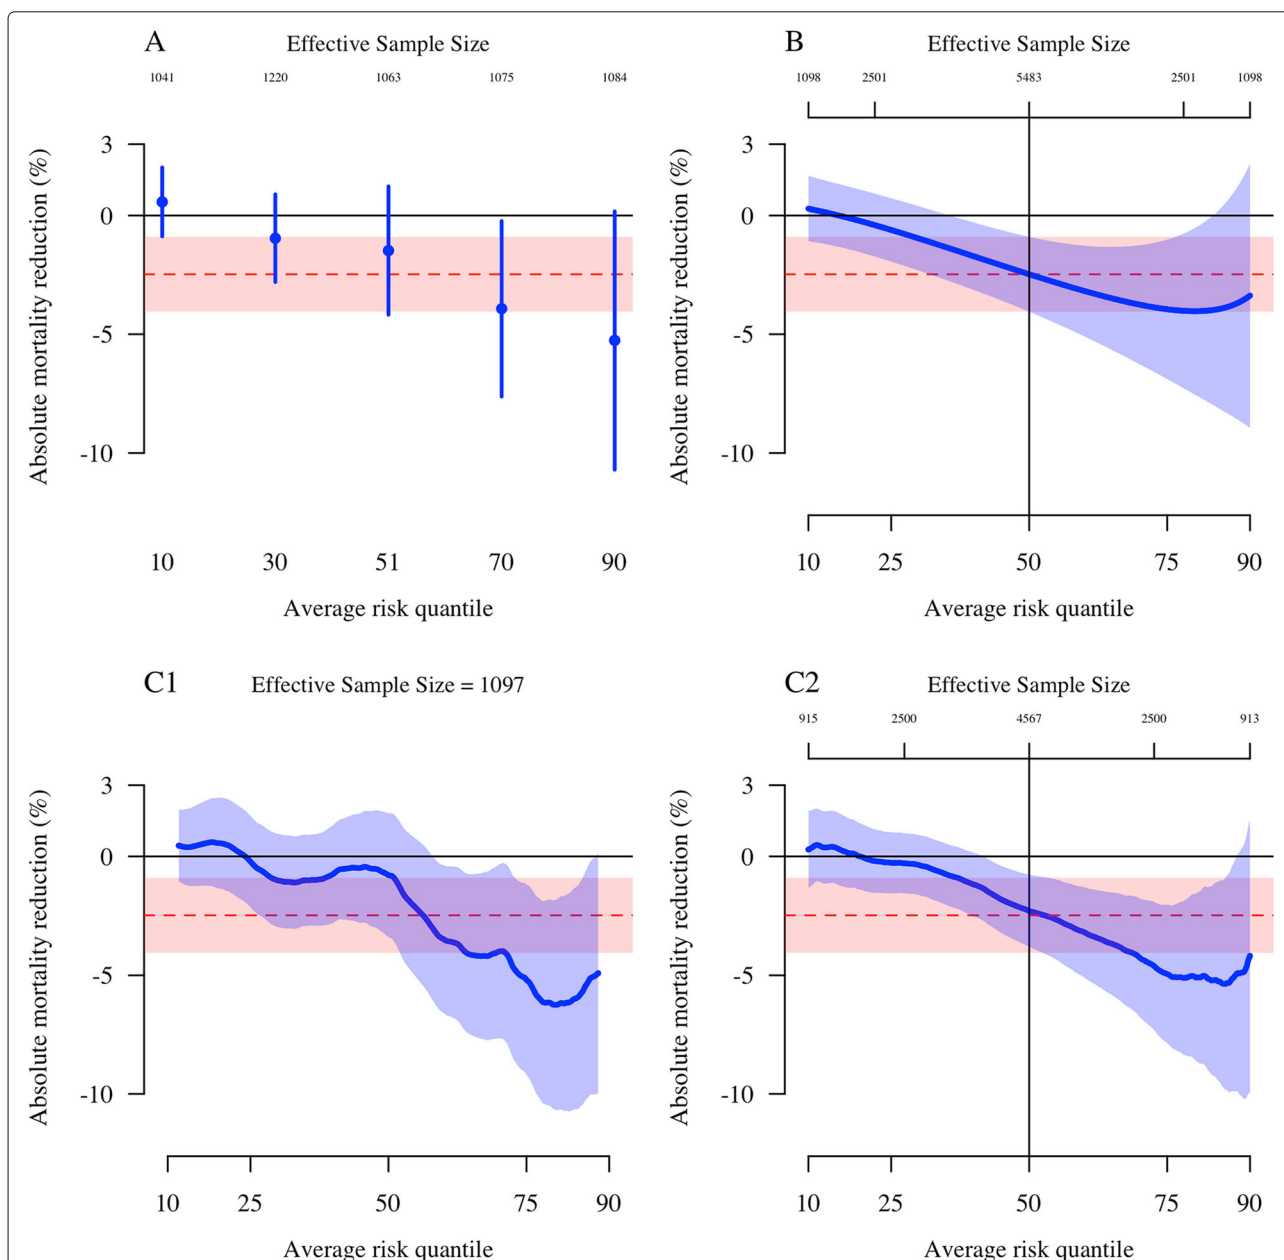 A Effective Sample Size
1041 1220 1063 1075 1084
Absolute mortality reduction (%)
3
0
-5
-10
10 30 51 70 90
Average risk quantile
B Effective Sample Size
1098 2501 5483 2501 1098
Absolute mortality reduction (%)
3
0
-5
-10
10 25 50 75 90
Average risk quantile
C1 Effective Sample Size = 1097
Absolute mortality reduction (%)
3
0
-5
-10
10 25 50 75 90
Average risk quantile
C2 Effective Sample Size
915 2500 4567 2500 913
Absolute mortality reduction (%)
3
0
-5
-10
10 25 50 75 90
Average risk quantile